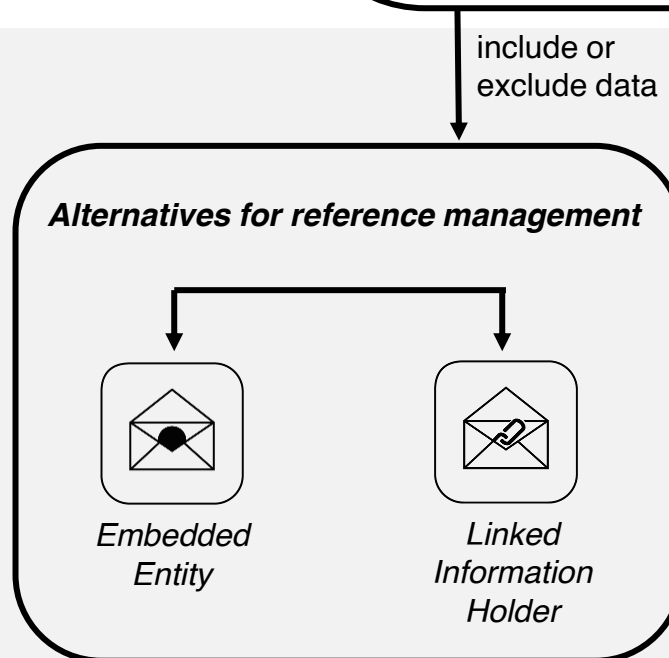 include or
exclude data
Alternatives for reference management
Embedded
Entity
Linked
Information
Holder